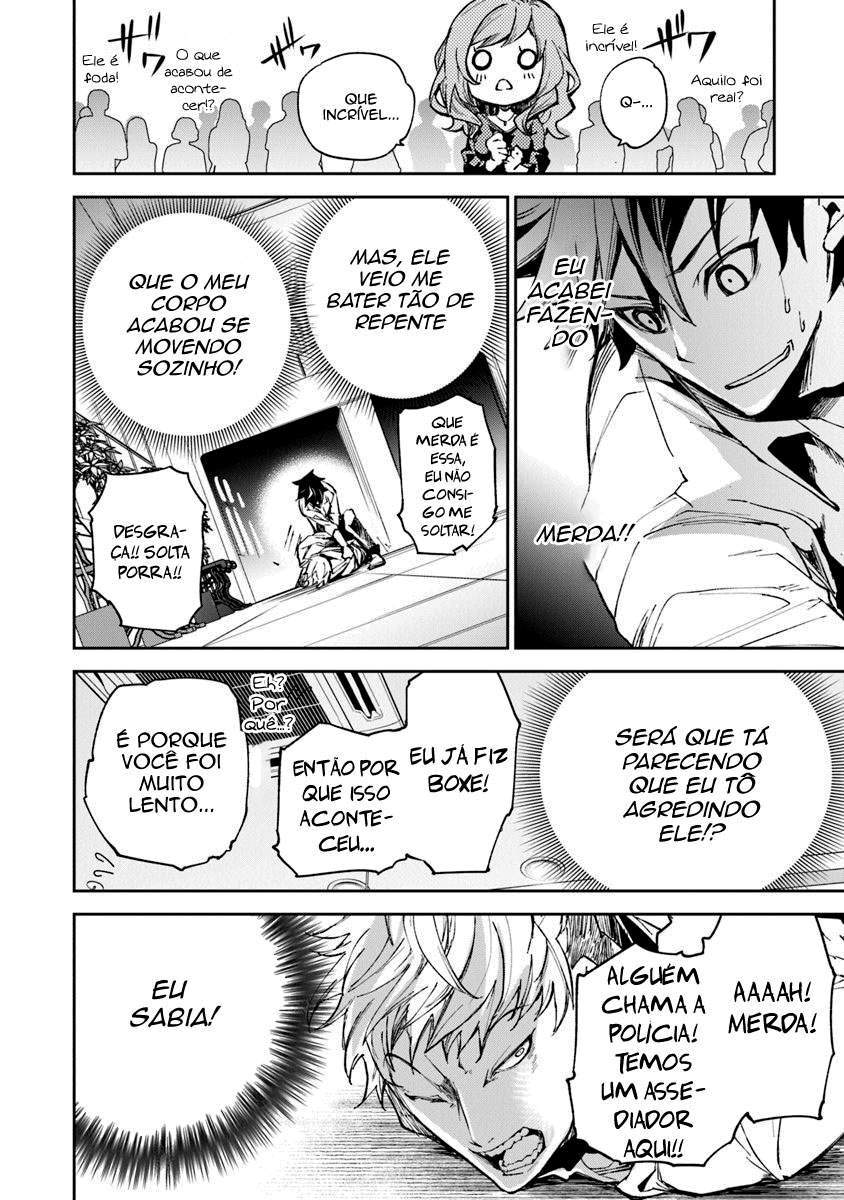 Aquilo foi
real?
Ele é
incrível!
Q-...
QUE
INCRÍVEL...
O que
acabou de
aconte-
cer!?
Ele é
foda!
EU
ACABEI
FAZEN-
DO
MERDA!!
MAS, ELE
VEIO ME
BATER TÃO DE
REPENTE
QUE O MEU
CORPO
ACABOU SE
MOVENDO
SOZINHO!
QUE
MERDA É
ESSA,
EU NÃO
CONSI-
GO ME
SOLTAR!
DESGRA-
ÇA!! SOLTA
PORRA!!
SERÁ QUE TÁ
PARECENDO
QUE EU TÔ
AGREDINDO
ELE!?
EU JÁ FIZ
BOXE!
ENTÃO POR
QUE ISSO
ACONTE-
CEU...
Eh?
Por
quê...?
É PORQUE
VOCÊ FOI
MUITO
LENTO...
AAAAH!
MERDA!
ALGUÉM
CHAMA A
POLÍCIA!
TEMOS
UM ASSE-
DIADOR
AQUI!!
EU
SABIA!